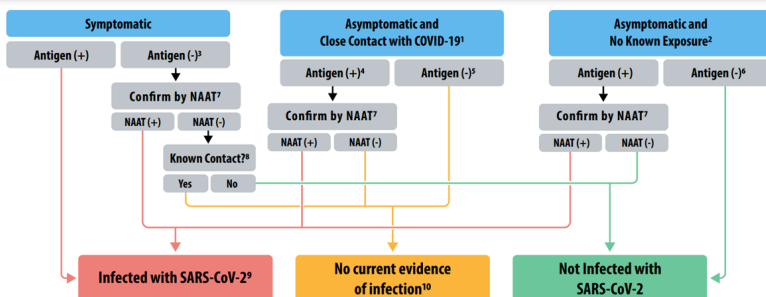 Symptomatic
Asymptomatic and
Close Contact with COVID-19¹
Asymptomatic and
No Known Exposure²
Antigen (+)
Antigen (-)³
Antigen (+)⁴
Antigen (-)⁵
Antigen (+)
Antigen (-)⁶
Confirm by NAAT⁷
Confirm by NAAT⁷
Confirm by NAAT⁷
NAAT (+)
NAAT (-)
NAAT (+)
NAAT (-)
NAAT (+)
NAAT (-)
Known Contact?⁸
Yes
No
Infected with SARS-CoV-2⁹
No current evidence
of infection¹⁰
Not Infected with
SARS-CoV-2